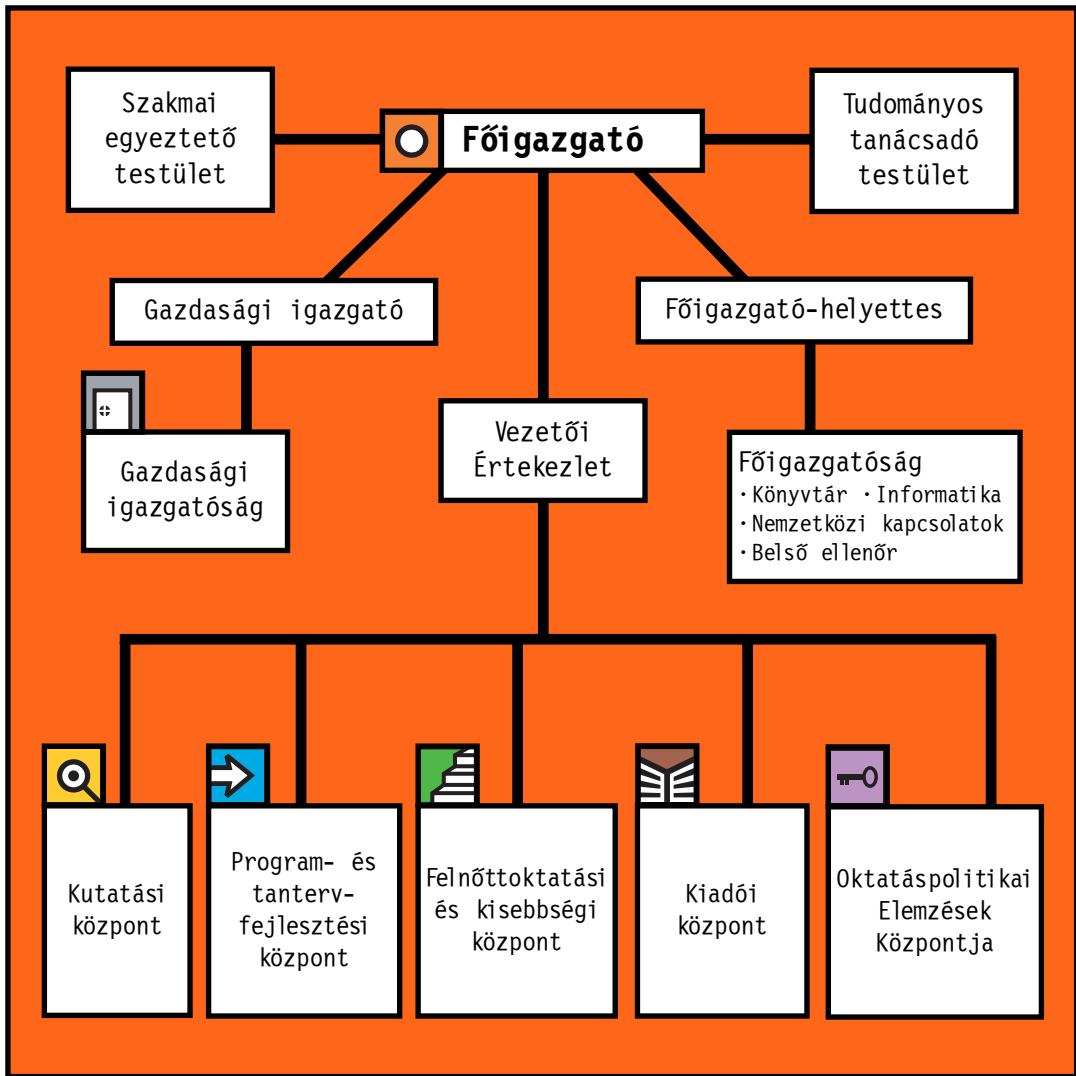 Szakmai
egyeztető
testület
Főigazgató
Tudományos
tanácsadó
testület
Gazdasági igazgató
Főigazgató-helyettes
Gazdasági
igazgatóság
Vezetői
Értekezlet
Főigazgatóság
· Könyvtár · Informatika
· Nemzetközi kapcsolatok
· Belső ellenőr
Kutatási
központ
Program- és
tanterv-
fejlesztési
központ
Felnőttoktatási
és kisebbségi
központ
Kiadói
központ
Oktatáspolitikai
Elemzések
Központja